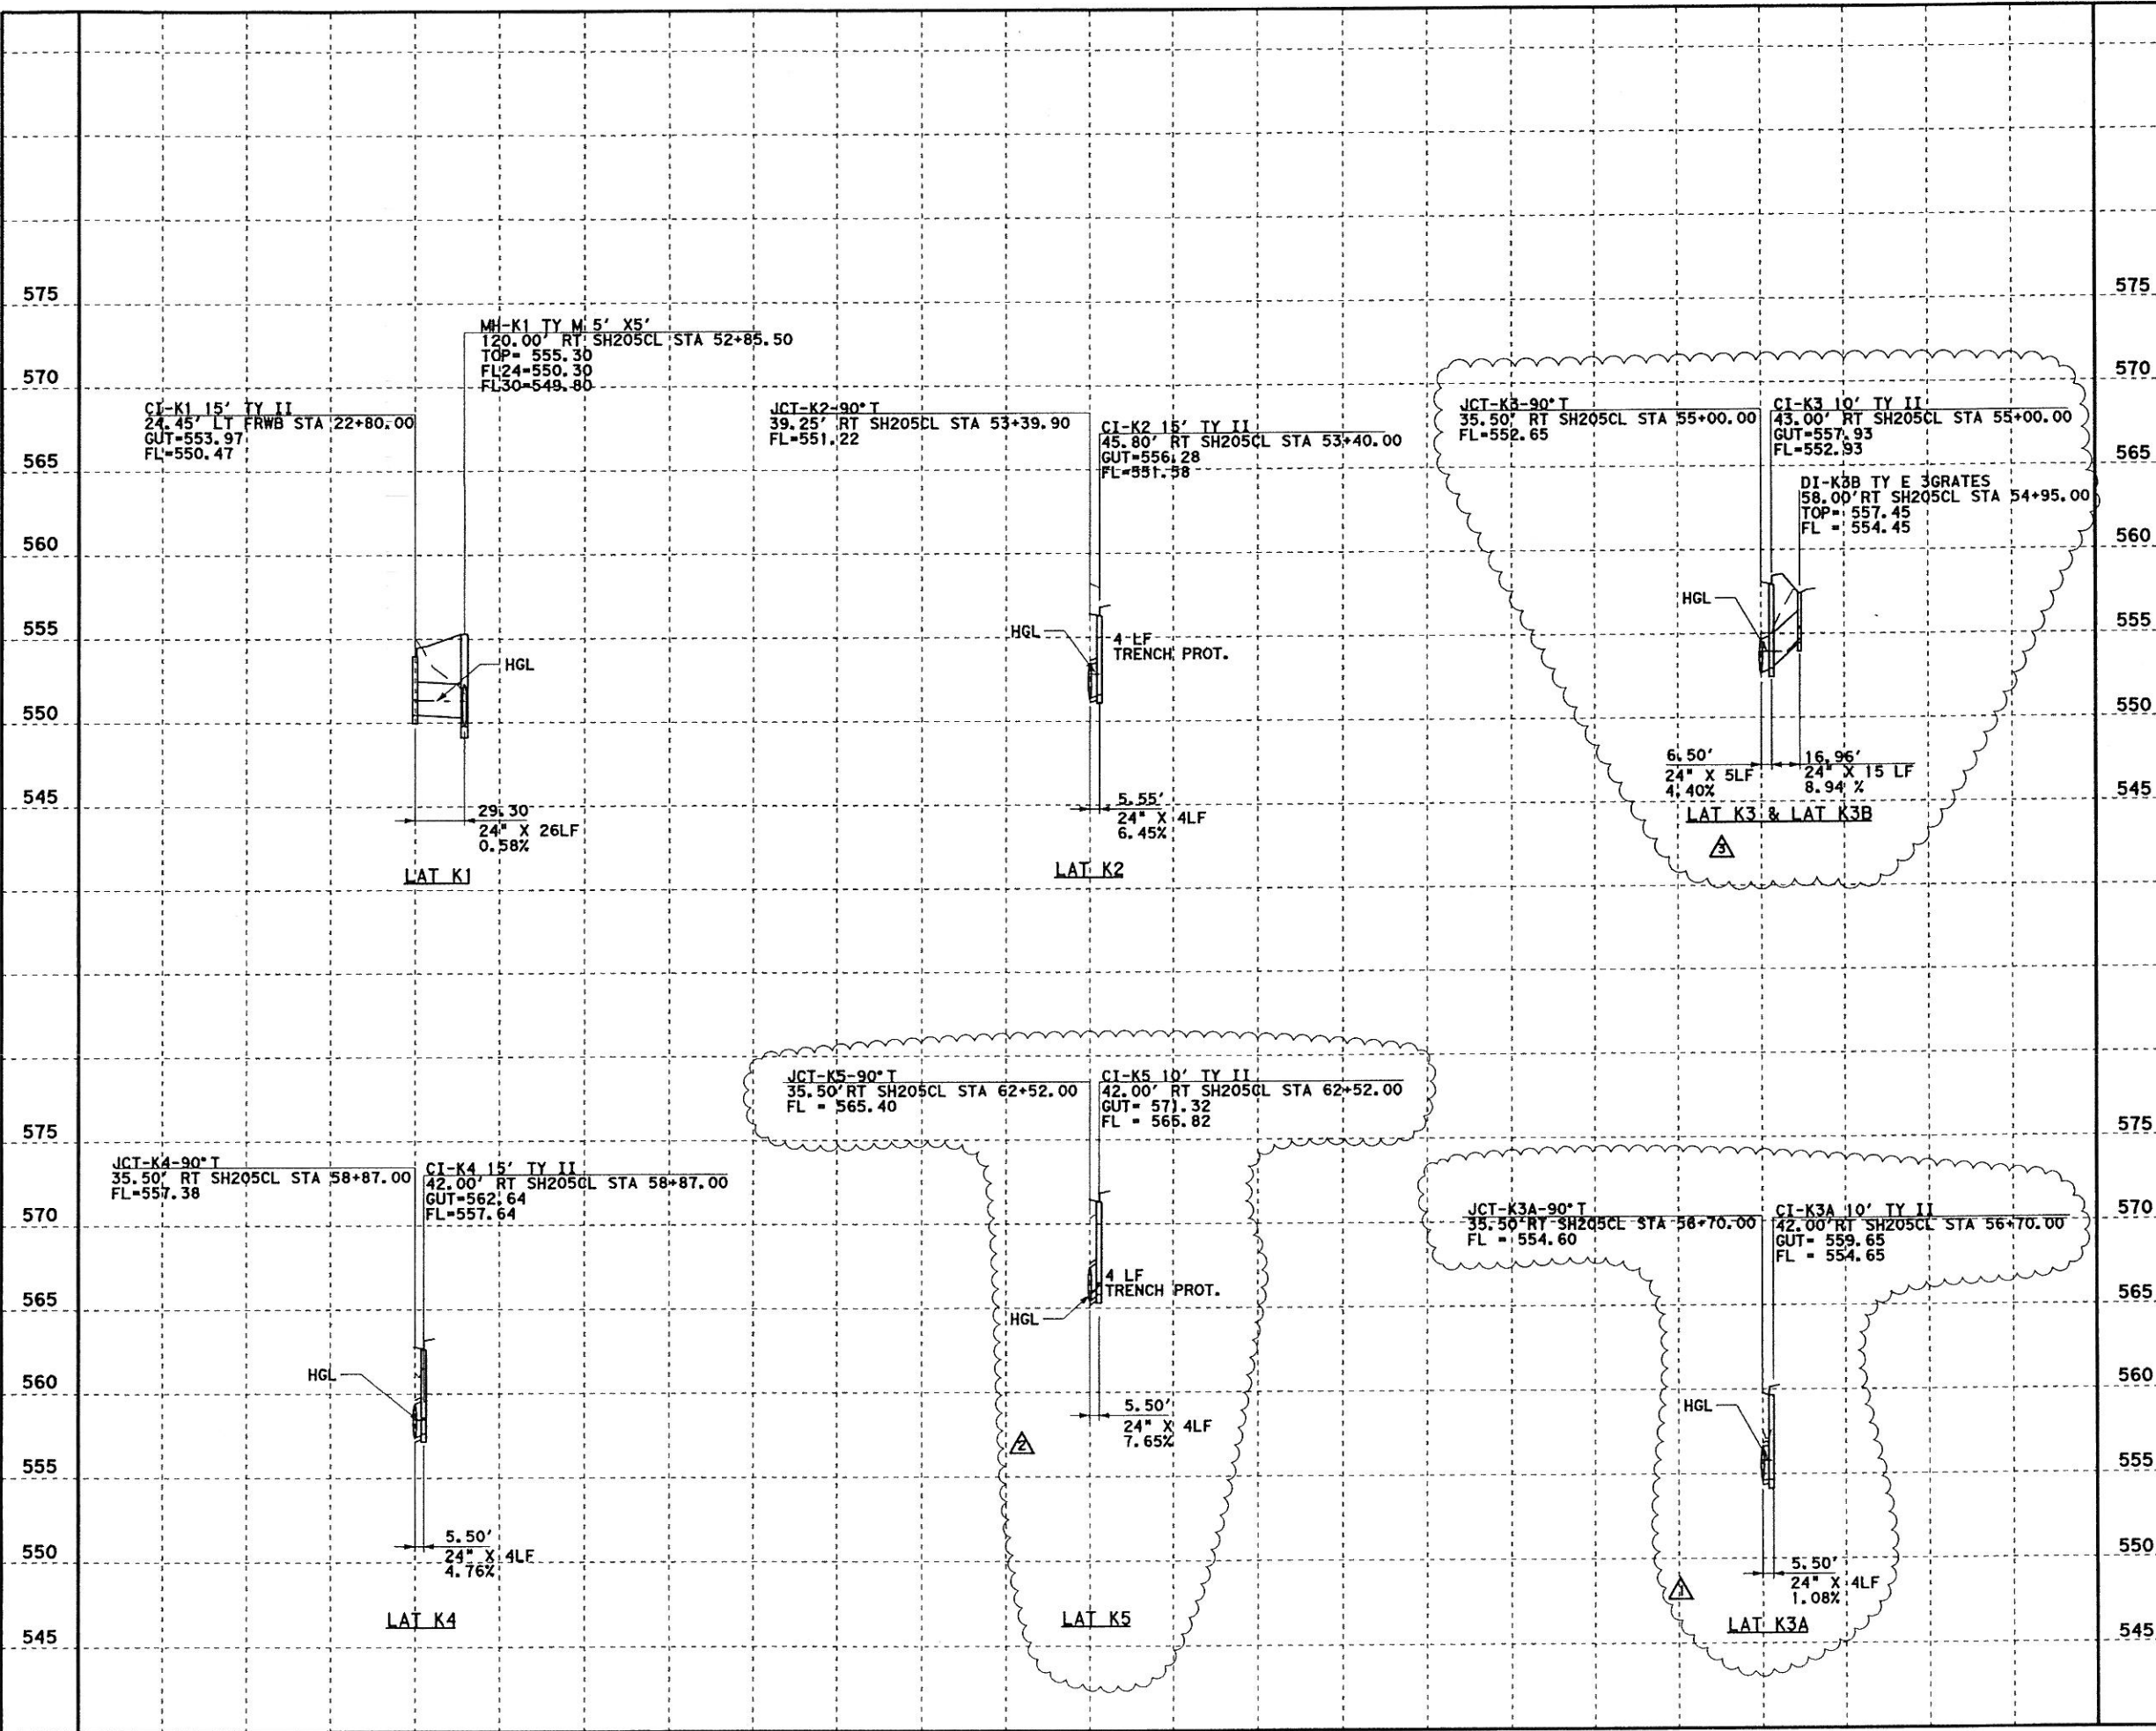 575
570
565
560
555
550
545
MH-K1 TY M 5' X5'
120.00' RT SH205CL STA 52+85.50
TOP= 555.30
FL24=550.30
FL30=549.80
CI-K1 15' TY II
24.45' LT FRWB STA 22+80.00
GUT=553.97
FL=550.47
HGL
29.30
24" X 26LF
0.58%
LAT K1
JCT-K2-90°T
39.25' RT SH205CL STA 53+39.90
FL=551.22
CI-K2 15' TY II
45.80' RT SH205CL STA 53+40.00
GUT=556.28
FL=551.58
HGL
4 LF
TRENCH PROT.
5.55'
24" X 4LF
6.45%
LAT K2
JCT-K3-90°T
35.50' RT SH205CL STA 55+00.00
FL=552.65
CI-K3 10' TY II
43.00' RT SH205CL STA 55+00.00
GUT=557.93
FL=552.93
DI-K3B TY E 3GRATES
58.00'RT SH205CL STA 54+95.00
TOP= 557.45
FL = 554.45
HGL
6.50'
24" X 5LF
4.40%
16.96'
24" X 15 LF
8.94 %
LAT K3 & LAT K3B
3
575
570
565
560
555
550
545
575
570
565
560
555
550
545
JCT-K4-90°T
35.50' RT SH205CL STA 58+87.00
FL=557.38
CI-K4 15' TY II
42.00' RT SH205CL STA 58+87.00
GUT=562.64
FL=557.64
HGL
5.50'
24" X 4LF
4.76%
LAT K4
JCT-K5-90°T
35.50'RT SH205CL STA 62+52.00
FL = 565.40
CI-K5 10' TY II
42.00' RT SH205CL STA 62+52.00
GUT= 571.32
FL = 565.82
4 LF
TRENCH PROT.
HGL
5.50'
24" X 4LF
7.65%
2
LAT K5
JCT-K3A-90°T
35.50'RT SH205CL STA 56+70.00
FL = 554.60
CI-K3A 10' TY II
42.00'RT SH205CL STA 56+70.00
GUT= 559.65
FL = 554.65
HGL
5.50'
24" X 4LF
1.08%
1
LAT K3A
575
570
565
560
555
550
545